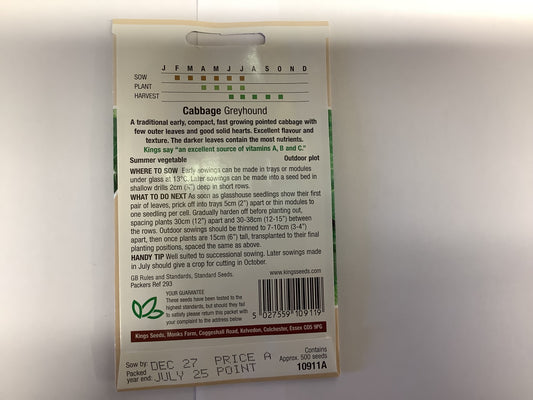 J F M A M J J A S O N D
SOW
PLANT
HARVEST
Cabbage Greyhound
A traditional early, compact, fast growing pointed cabbage with
few outer leaves and good solid hearts. Excellent flavour and
texture. The darker leaves contain the most nutrients.
Kings say "an excellent source of vitamins A, B and C."
Summer vegetable Outdoor plot
WHERE TO SOW Early sowings can be made in trays or modules
under glass at 13°C. Later sowings can be made into a seed bed in
shallow drills 2cm (¾") deep in short rows.
WHAT TO DO NEXT As soon as glasshouse seedlings show their first
pair of leaves, prick off into trays 5cm (2") apart or thin modules to
one seedling per cell. Gradually harden off before planting out,
spacing plants 30cm (12") apart and 30-38cm (12-15") between
the rows. Outdoor sowings should be thinned to 7-10cm (3-4")
apart, then once plants are 15cm (6") tall, transplanted to their final
planting positions, spaced the same as above.
HANDY TIP Well suited to successional sowing. Later sowings made
in July should give a crop for cutting in October.
GB Rules and Standards, Standard Seeds.
Packers Ref 293
www.kingsseeds.com
YOUR GUARANTEE
These seeds have been tested to the
highest standards, but should they fail
to satisfy please return this packet with
your complaint to the address below
5 027559 109119
Kings Seeds, Monks Farm, Coggeshall Road, Kelvedon, Colchester, Essex CO5 9PG
Sow by: DEC 27 PRICE A
Packed
year end: JULY 25 POINT
Contains
Approx. 500 seeds
10911A